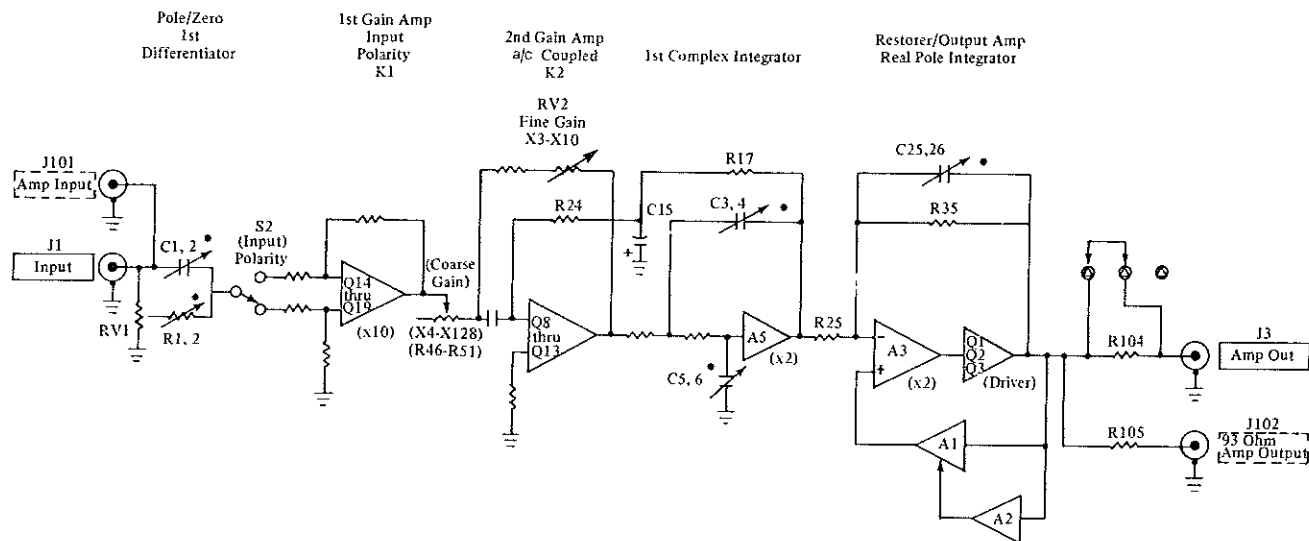 Pole/Zero
1st
Differentiator
1st Gain Amp
Input
Polarity
K1
2nd Gain Amp
a/c Coupled
K2
1st Complex Integrator
Restorer/Output Amp
Real Pole Integrator
RV2
Fine Gain
X3-X10
J101
Amp Input
J1
Input
C1, 2 *
S2
(Input)
Polarity
RV1
*
R1, 2
Q14
thru
Q19
(x10)
(Coarse
Gain)
(X4-X128)
(R46-R51)
R24
Q8
thru
Q13
C15
+
R17
C3, 4 *
C5, 6 *
A5
(x2)
R25
C25,26 *
R35
-
A3
+
(x2)
Q1
Q2
Q3
(Driver)
A1
A2
R104
R105
J3
Amp Out
J102
93 Ohm
Amp Output